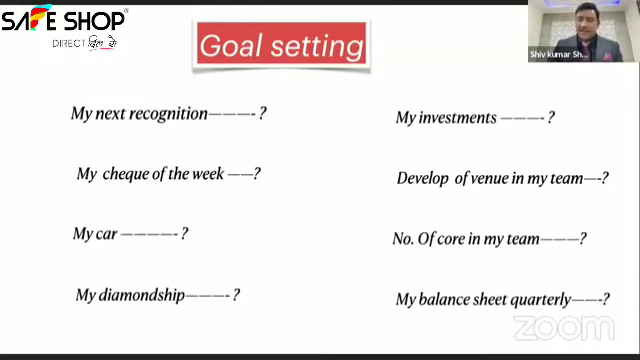 SAFE SHOP
DIRECT दिल से
Goal setting
Shiv kumar Sh...
My next recognition————- ?
My cheque of the week ——?
My car —————- ?
My diamondship————- ?
My investments ————- ?
Develop of venue in my team—-?
No. Of core in my team———?
My balance sheet quarterly——-?
zoom